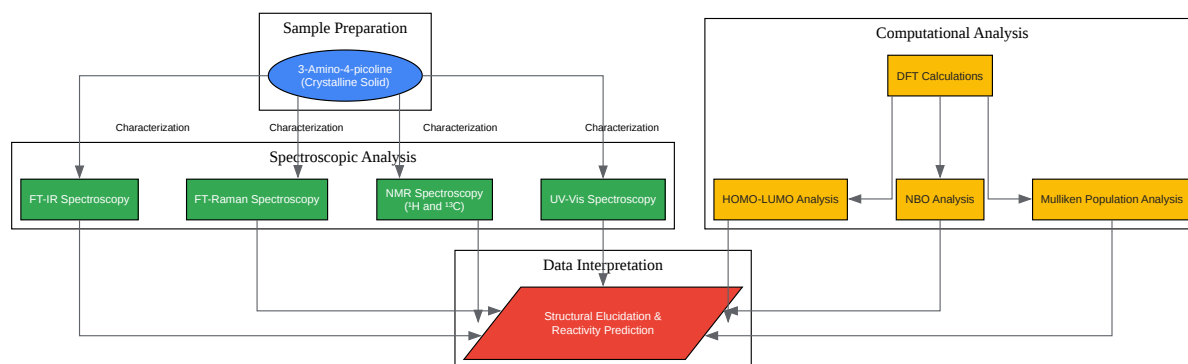 Sample Preparation
3-Amino-4-picoline
(Crystalline Solid)
Computational Analysis
DFT Calculations
Characterization
Characterization
Characterization
Characterization
Spectroscopic Analysis
FT-IR Spectroscopy
FT-Raman Spectroscopy
NMR Spectroscopy
(¹H and ¹³C)
UV-Vis Spectroscopy
HOMO-LUMO Analysis
NBO Analysis
Mulliken Population Analysis
Data Interpretation
Structural Elucidation &
Reactivity Prediction